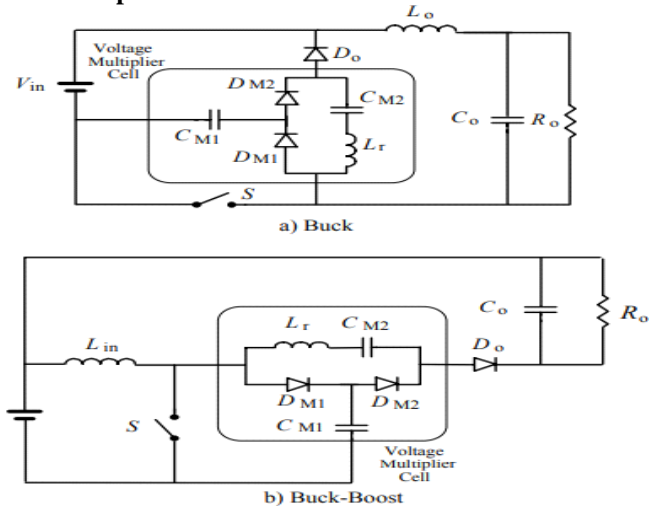 L o
Voltage
Multiplier
Cell
D o
V in
D M2
C M2
C M1
D M1
L r
C o
R o
S
a) Buck
L r
C M2
C o
R o
L in
D o
D M1
D M2
S
C M1
Voltage
Multiplier
Cell
b) Buck-Boost